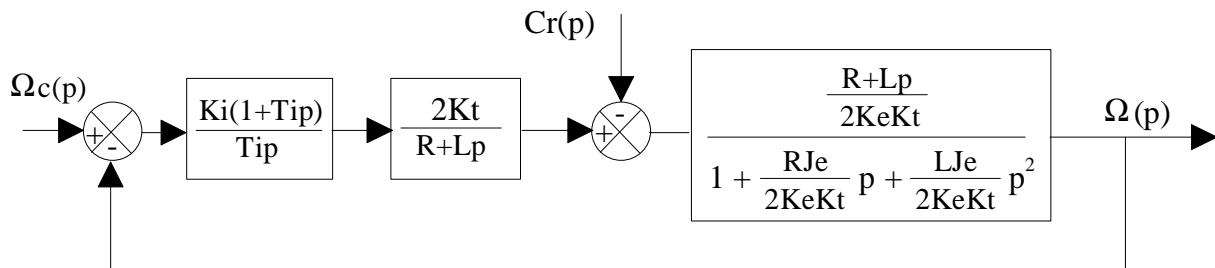 Cr(p)
Ωc(p)
+
-
Ki(1+Tip)
Tip
2Kt
R+Lp
-
+
R+Lp
2KeKt
1 + RJe/2KeKt p + LJe/2KeKt p²
Ω(p)